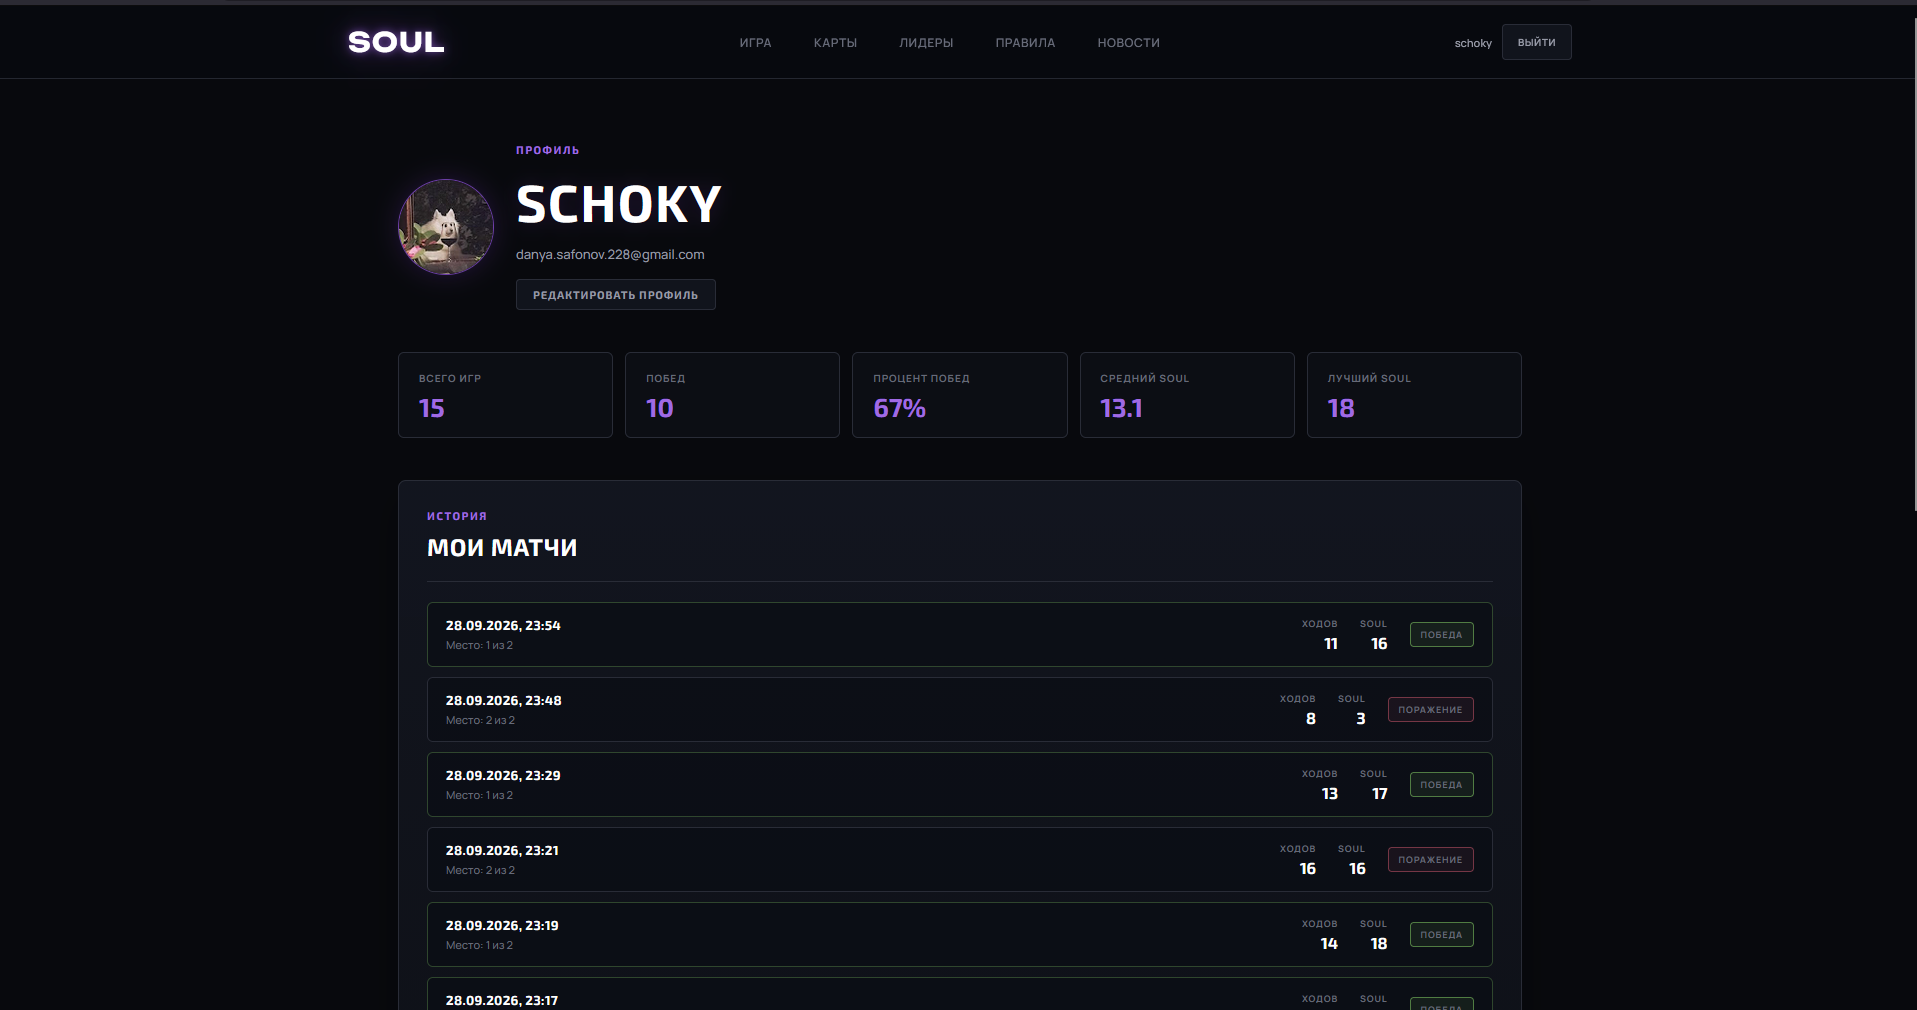 SOUL
ИГРА КАРТЫ ЛИДЕРЫ ПРАВИЛА НОВОСТИ
schoky ВЫЙТИ
ПРОФИЛЬ
SCHOKY
danya.safonov.228@gmail.com
РЕДАКТИРОВАТЬ ПРОФИЛЬ
ВСЕГО ИГР
15
ПОБЕД
10
ПРОЦЕНТ ПОБЕД
67%
СРЕДНИЙ SOUL
13.1
ЛУЧШИЙ SOUL
18
ИСТОРИЯ
МОИ МАТЧИ
28.09.2026, 23:54
Место: 1 из 2
ХОДОВ SOUL
11 16
ПОБЕДА
28.09.2026, 23:48
Место: 2 из 2
ХОДОВ SOUL
8 3
ПОРАЖЕНИЕ
28.09.2026, 23:29
Место: 1 из 2
ХОДОВ SOUL
13 17
ПОБЕДА
28.09.2026, 23:21
Место: 2 из 2
ХОДОВ SOUL
16 16
ПОРАЖЕНИЕ
28.09.2026, 23:19
Место: 1 из 2
ХОДОВ SOUL
14 18
ПОБЕДА
28.09.2026, 23:17
ХОДОВ SOUL
ПОБЕДА